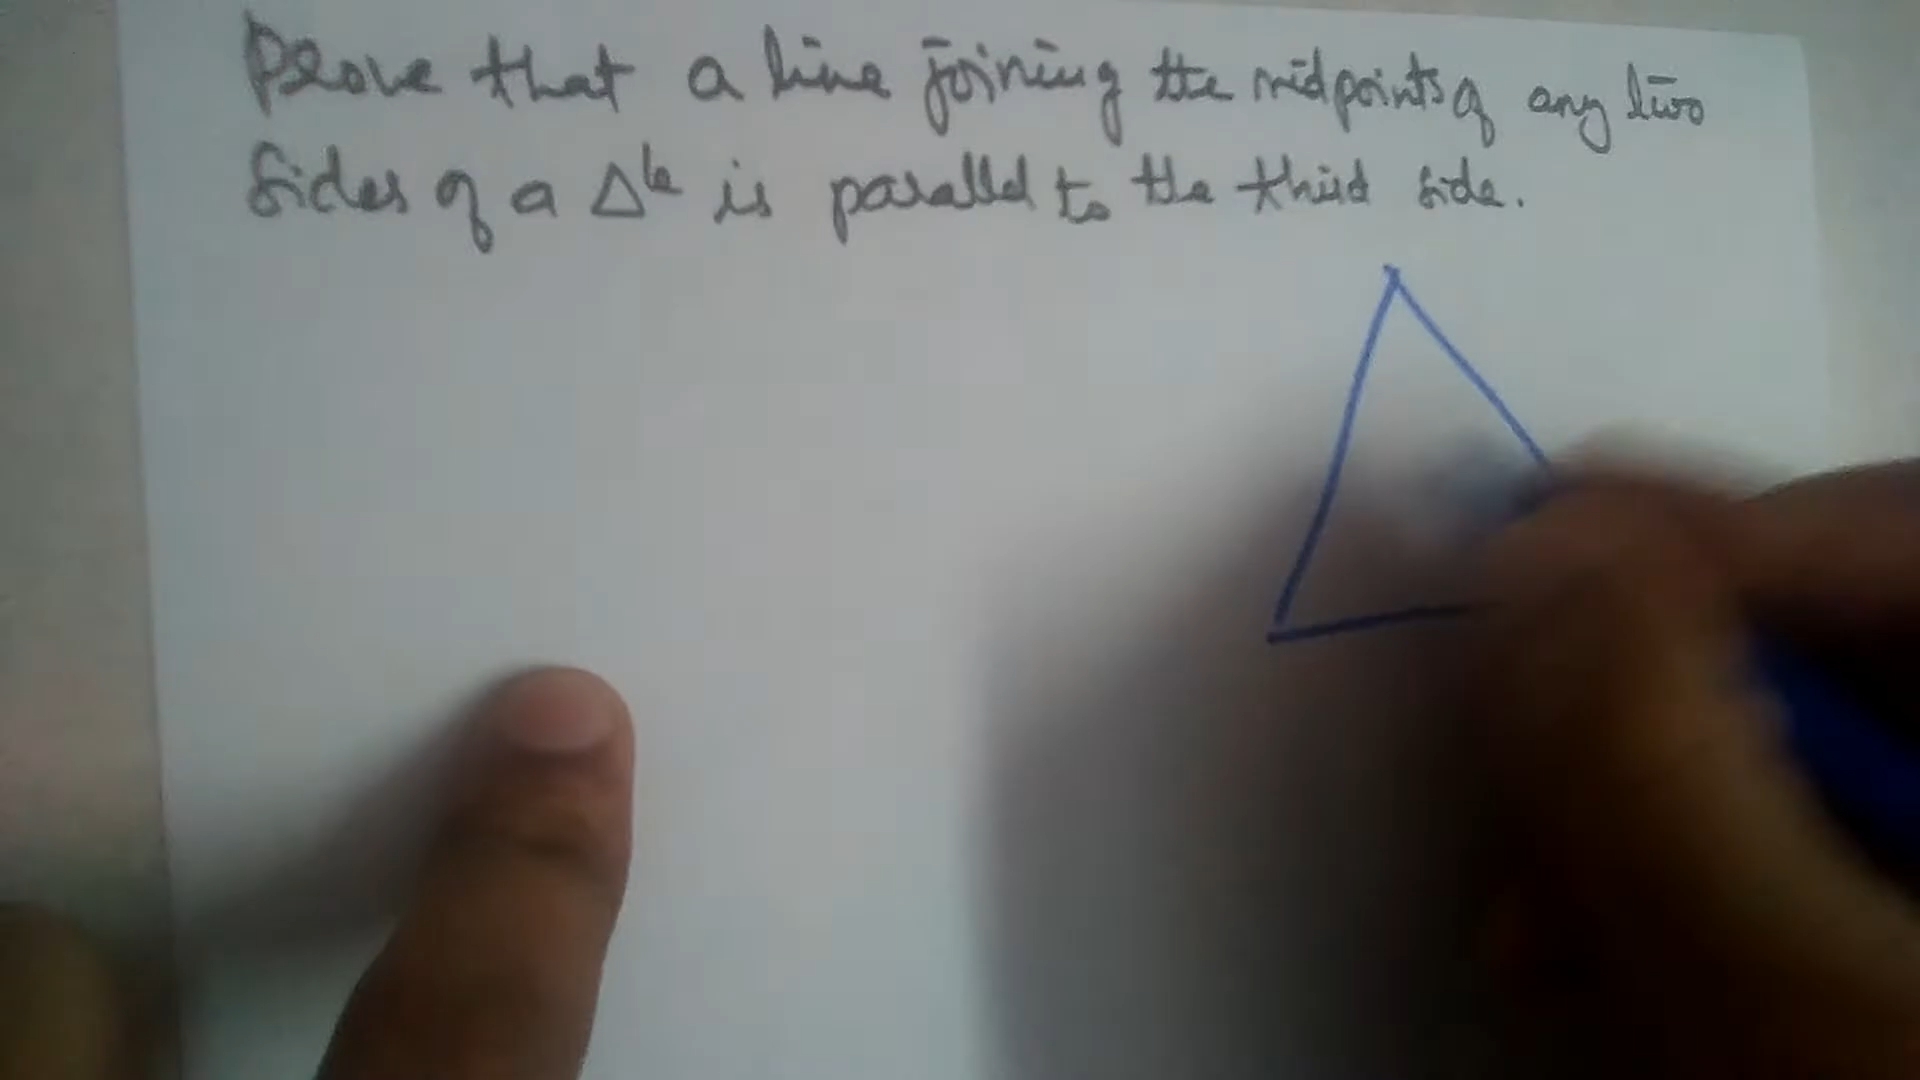 Prove that a line joining the midpoints of any two
sides of a Δle is parallel to the third side.